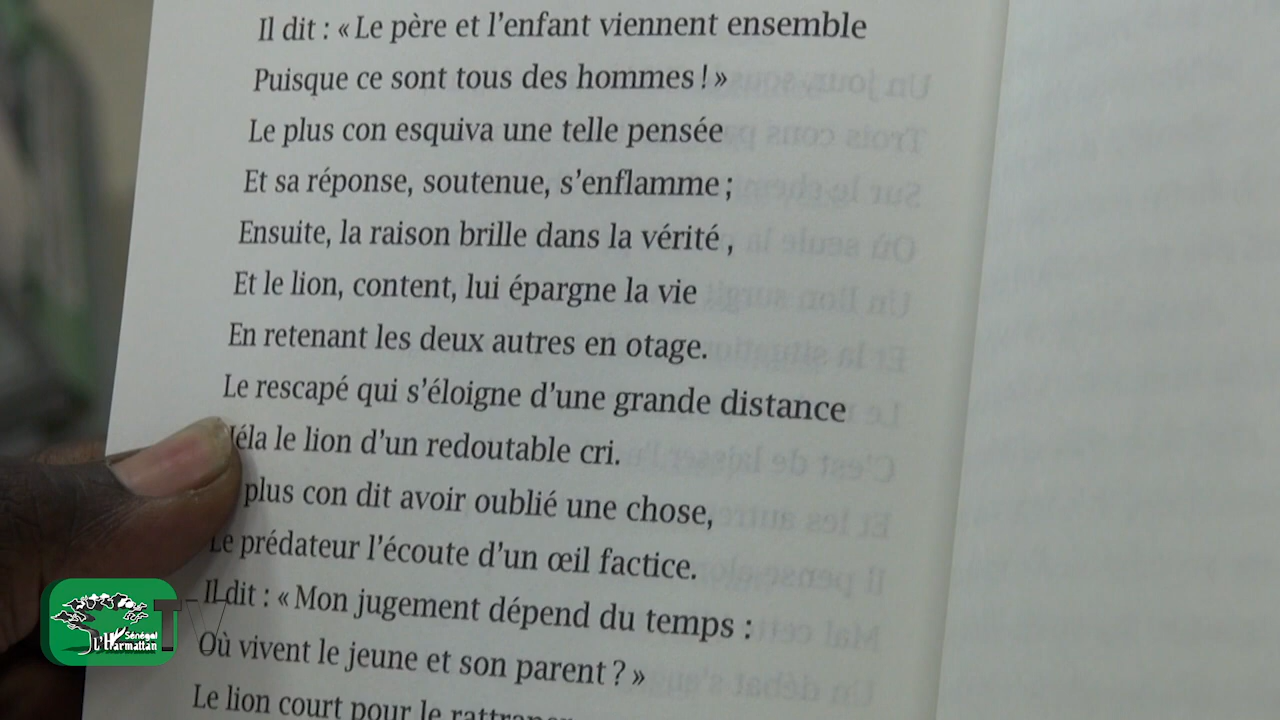 Il dit : « Le père et l'enfant viennent ensemble
Puisque ce sont tous des hommes ! »
Le plus con esquiva une telle pensée
Et sa réponse, soutenue, s'enflamme ;
Ensuite, la raison brille dans la vérité ,
Et le lion, content, lui épargne la vie
En retenant les deux autres en otage.
Le rescapé qui s'éloigne d'une grande distance
le lion d'un redoutable cri.
plus con dit avoir oublié une chose,
Le prédateur l'écoute d'un œil factice.
Il dit : « Mon jugement dépend du temps :
Où vivent le jeune et son parent ? »
Le lion court pour le
L'Harmattan
Sénégal
TV